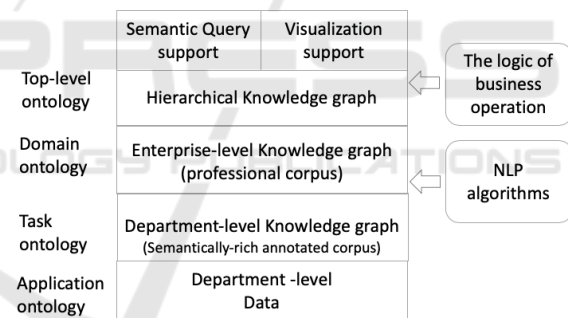 Semantic Query
support
Visualization
support
Top-level
ontology
Hierarchical Knowledge graph
The logic of
business
operation
Domain
ontology
Enterprise-level Knowledge graph
(professional corpus)
NLP
algorithms
Task
ontology
Department-level Knowledge graph
(Semantically-rich annotated corpus)
Application
ontology
Department -level
Data